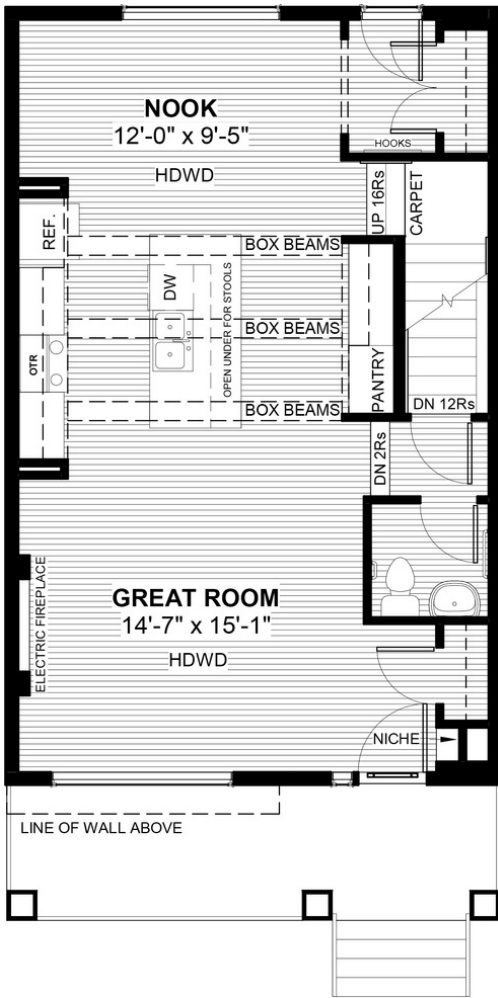 NOOK
12'-0" x 9'-5"
HDWD
HOOKS
UP 16Rs
CARPET
REF.
BOX BEAMS
DW
OPEN UNDER FOR STOOLS
BOX BEAMS
OTR
PANTRY
BOX BEAMS
DN 12Rs
DN 2Rs
ELECTRIC FIREPLACE
GREAT ROOM
14'-7" x 15'-1"
HDWD
NICHE
LINE OF WALL ABOVE